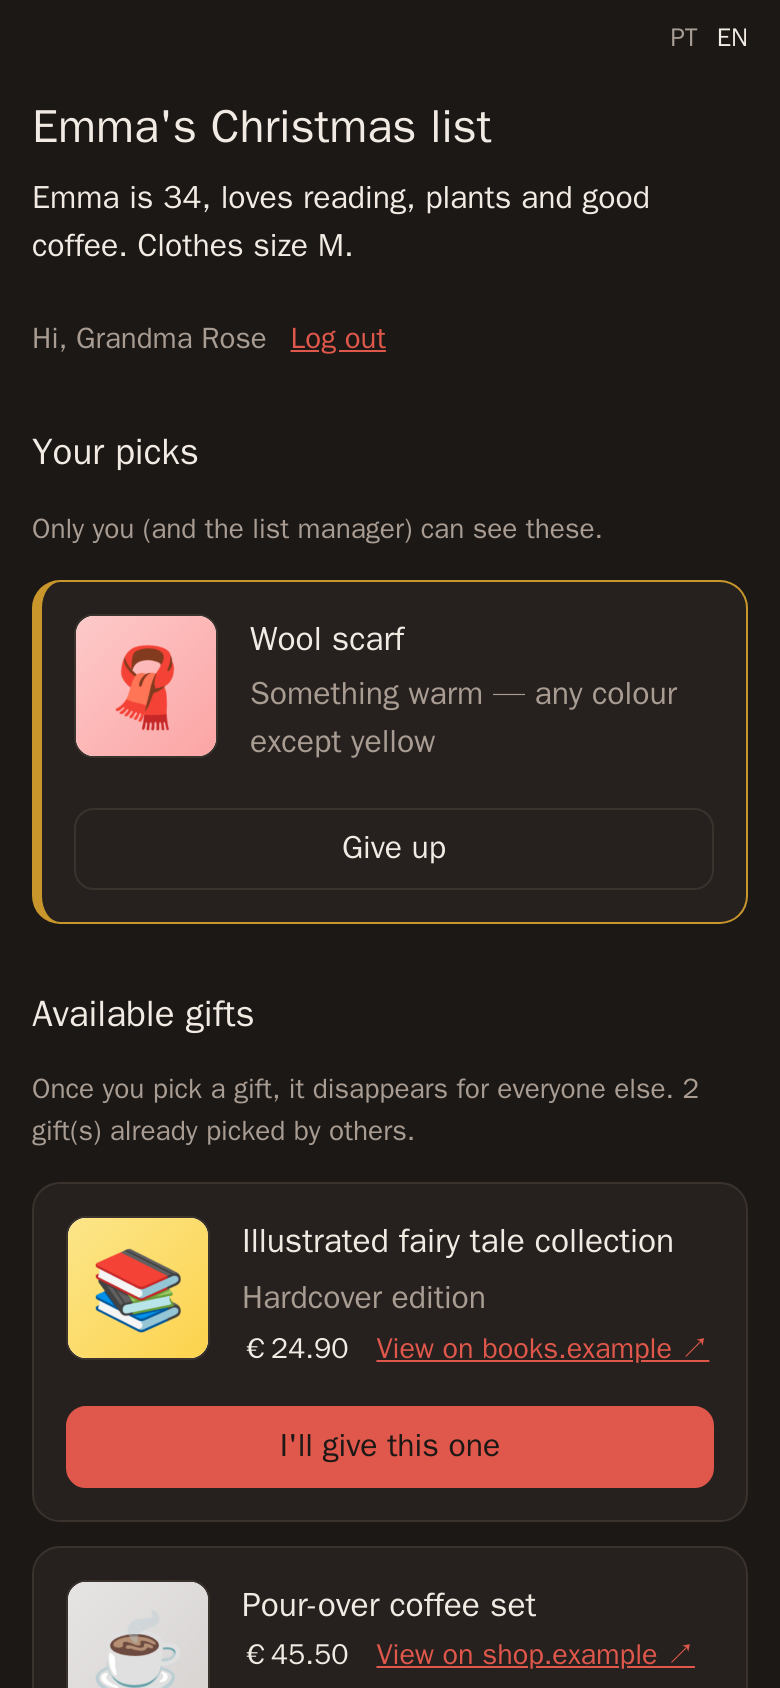 PT EN
Emma's Christmas list
Emma is 34, loves reading, plants and good
coffee. Clothes size M.
Hi, Grandma Rose Log out
Your picks
Only you (and the list manager) can see these.
Wool scarf
Something warm — any colour
except yellow
Give up
Available gifts
Once you pick a gift, it disappears for everyone else. 2
gift(s) already picked by others.
Illustrated fairy tale collection
Hardcover edition
€ 24.90 View on books.example ↗
I'll give this one
Pour-over coffee set
€ 45.50 View on shop.example ↗